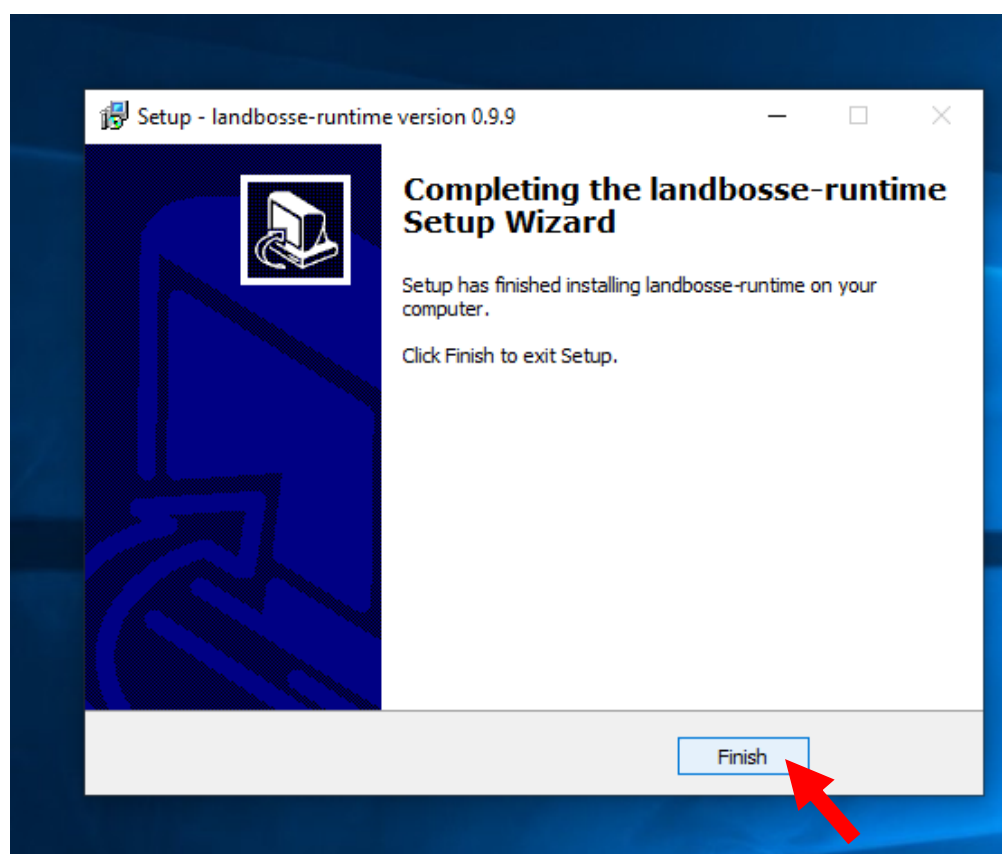 Setup - landbosse-runtime version 0.9.9
Completing the landbosse-runtime
Setup Wizard
Setup has finished installing landbosse-runtime on your
computer.
Click Finish to exit Setup.
Finish